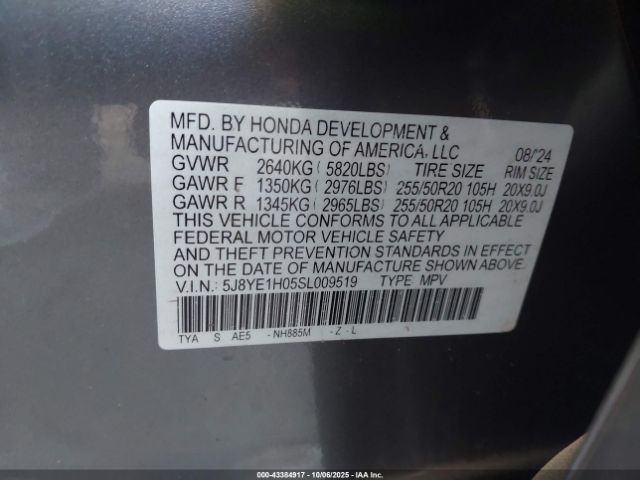 MFD. BY HONDA DEVELOPMENT &
MANUFACTURING OF AMERICA, LLC 08/'24
GVWR 2640KG ( 5820LBS) TIRE SIZE RIM SIZE
GAWR F 1350KG ( 2976LBS) 255/50R20 105H 20X9.0J
GAWR R 1345KG ( 2965LBS) 255/50R20 105H 20X9.0J
THIS VEHICLE CONFORMS TO ALL APPLICABLE
FEDERAL MOTOR VEHICLE SAFETY
AND THEFT PREVENTION STANDARDS IN EFFECT
ON THE DATE OF MANUFACTURE SHOWN ABOVE.
V.I.N.: 5J8YE1H05SL009519 TYPE: MPV
TYA S AE5 -NH885M -Z-L
000-43384917 - 10/06/2025 - IAA Inc.